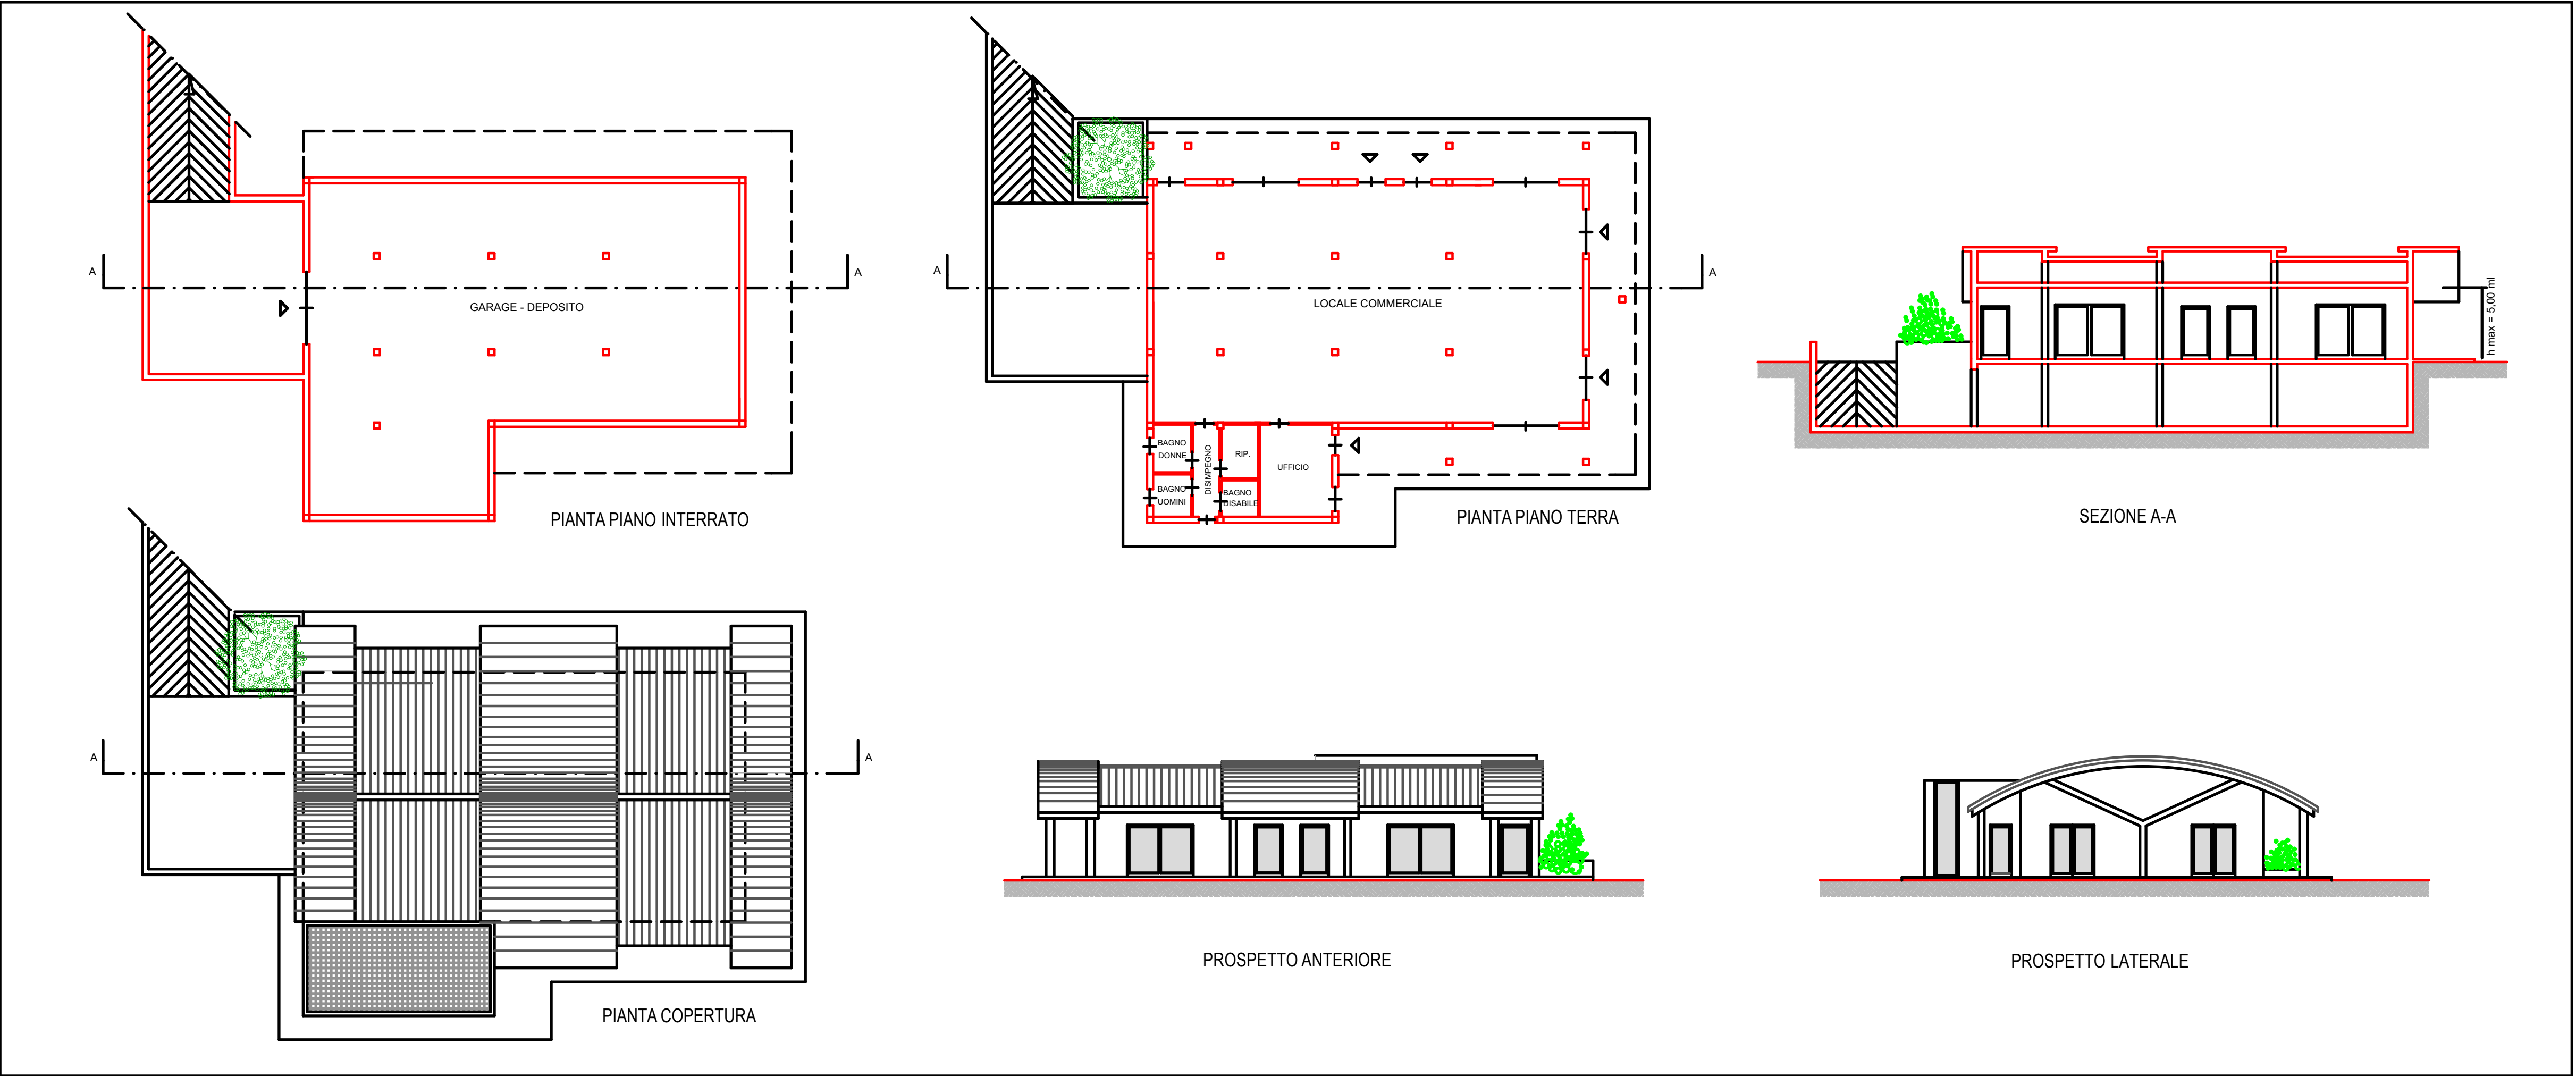 A
A
GARAGE - DEPOSITO
PIANTA PIANO INTERRATO
A
A
LOCALE COMMERCIALE
BAGNO
DONNE
BAGNO
UOMINI
DISIMPEGNO
RIP.
BAGNO
DISABILE
UFFICIO
PIANTA PIANO TERRA
h max = 5,00 ml
SEZIONE A-A
A
A
PIANTA COPERTURA
PROSPETTO ANTERIORE
PROSPETTO LATERALE